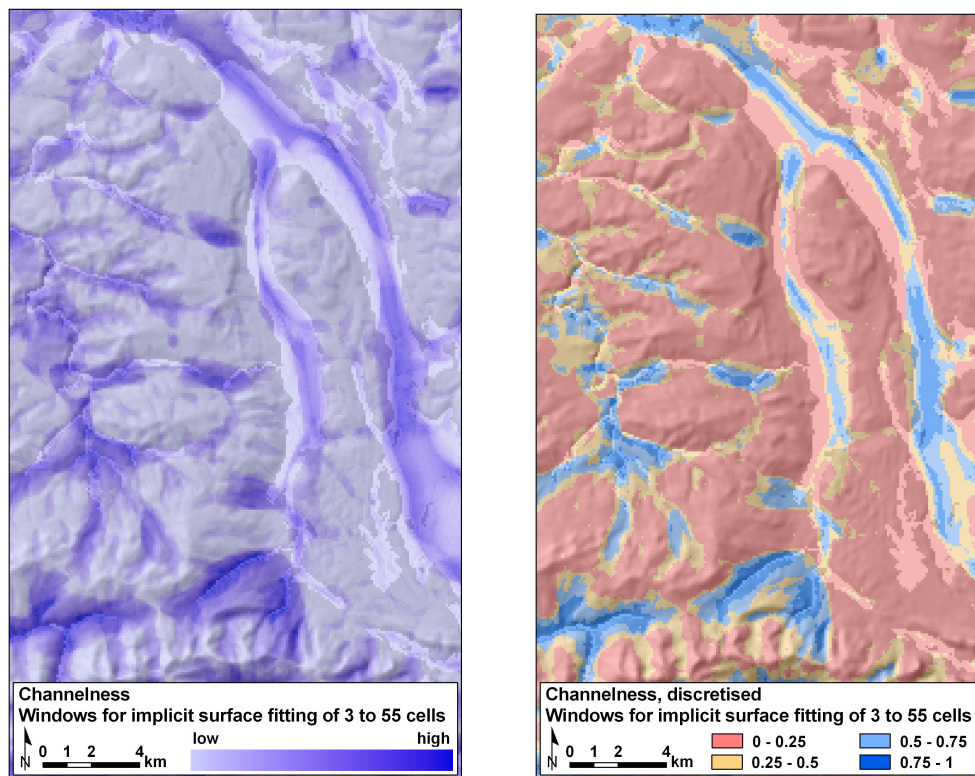 Channelness
Windows for implicit surface fitting of 3 to 55 cells
low high
N 0 1 2 4 km
Channelness, discretised
Windows for implicit surface fitting of 3 to 55 cells
0 - 0.25 0.5 - 0.75
N 0 1 2 4 km
0.25 - 0.5 0.75 - 1